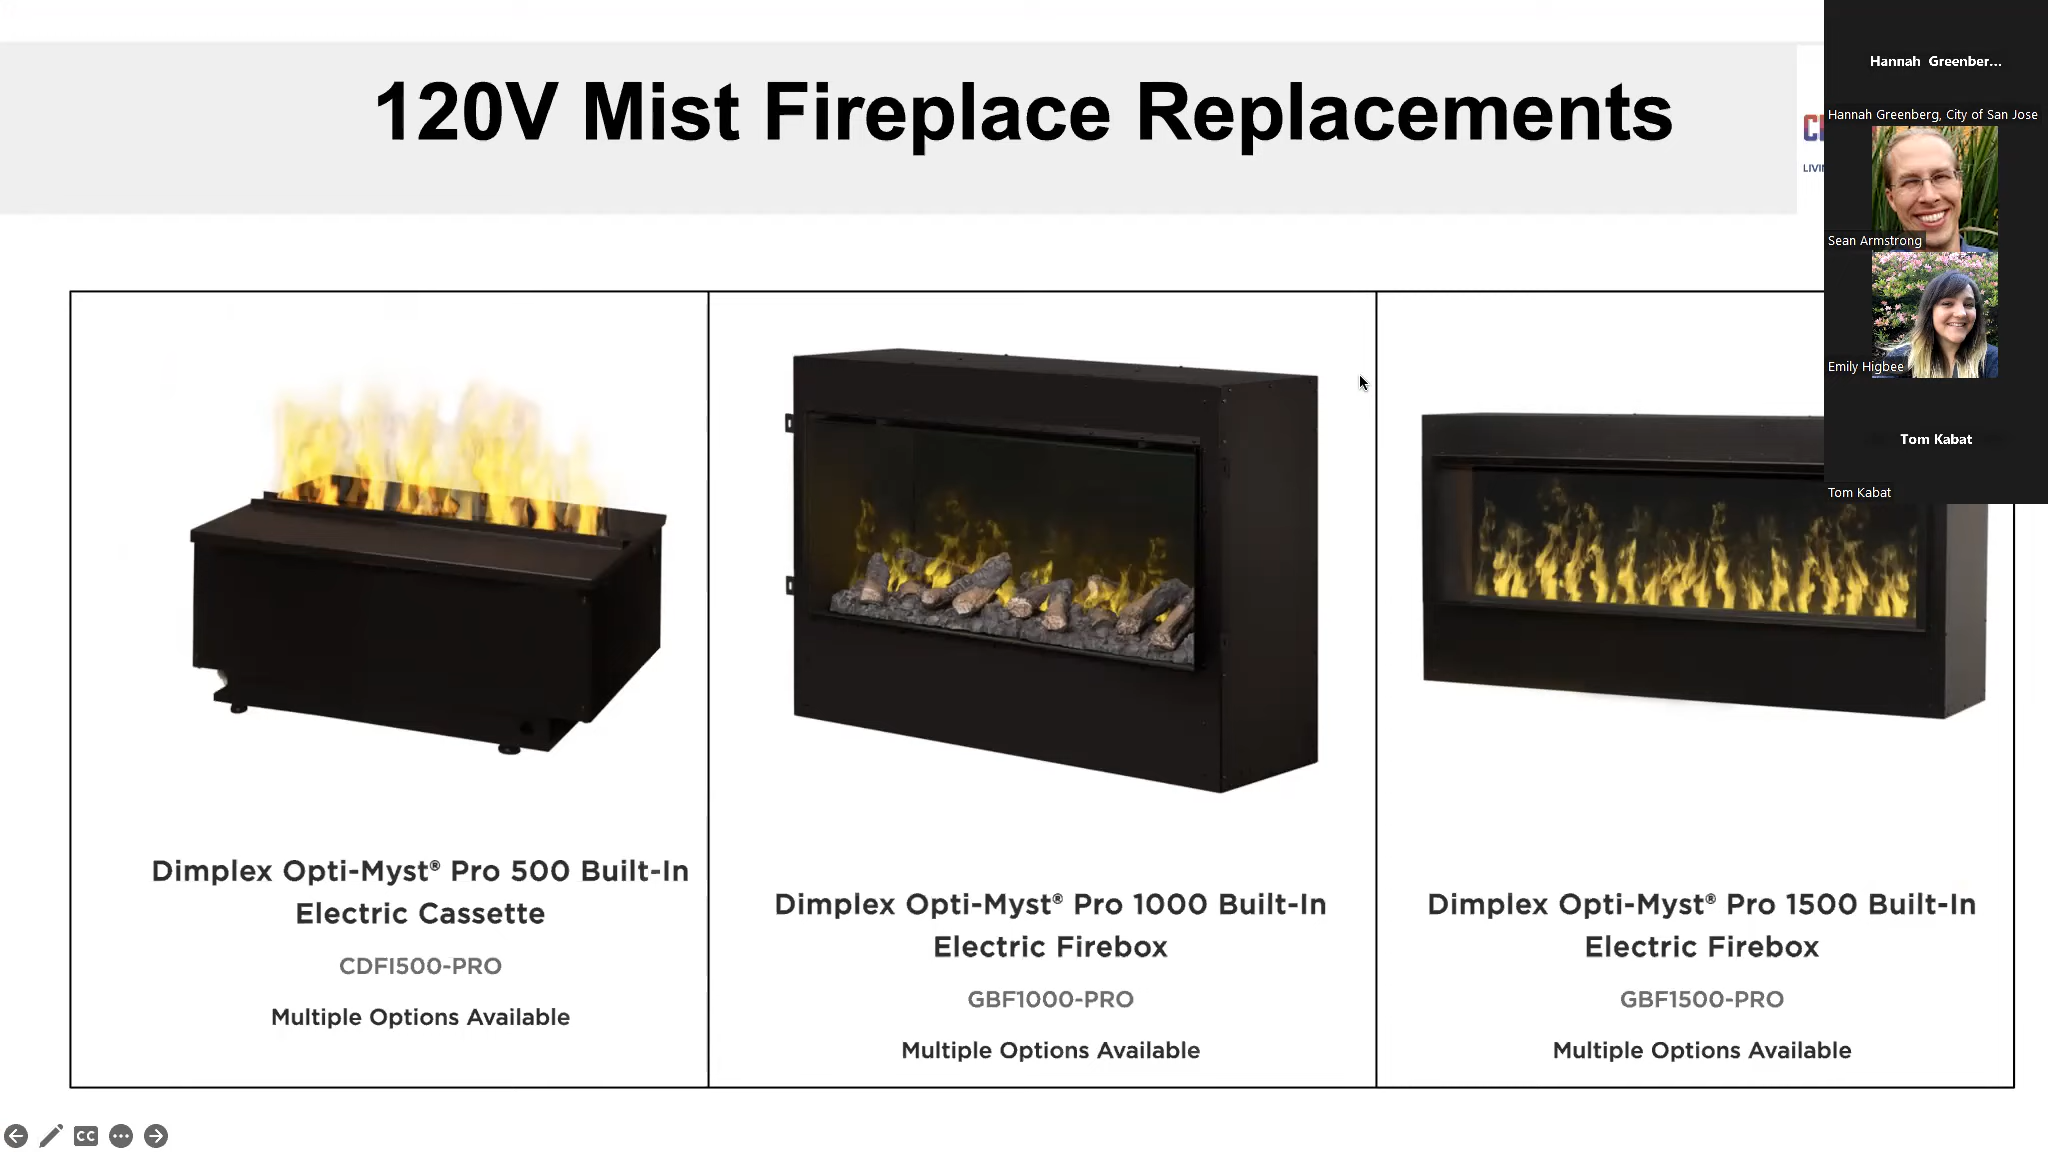 120V Mist Fireplace Replacements
Hannah Greenber...
Hannah Greenberg, City of San Jose
Sean Armstrong
Emily Higbee
Tom Kabat
Tom Kabat
Dimplex Opti-Myst® Pro 500 Built-In
Electric Cassette
CDFI500-PRO
Multiple Options Available
Dimplex Opti-Myst® Pro 1000 Built-In
Electric Firebox
GBF1000-PRO
Multiple Options Available
Dimplex Opti-Myst® Pro 1500 Built-In
Electric Firebox
GBF1500-PRO
Multiple Options Available
CC